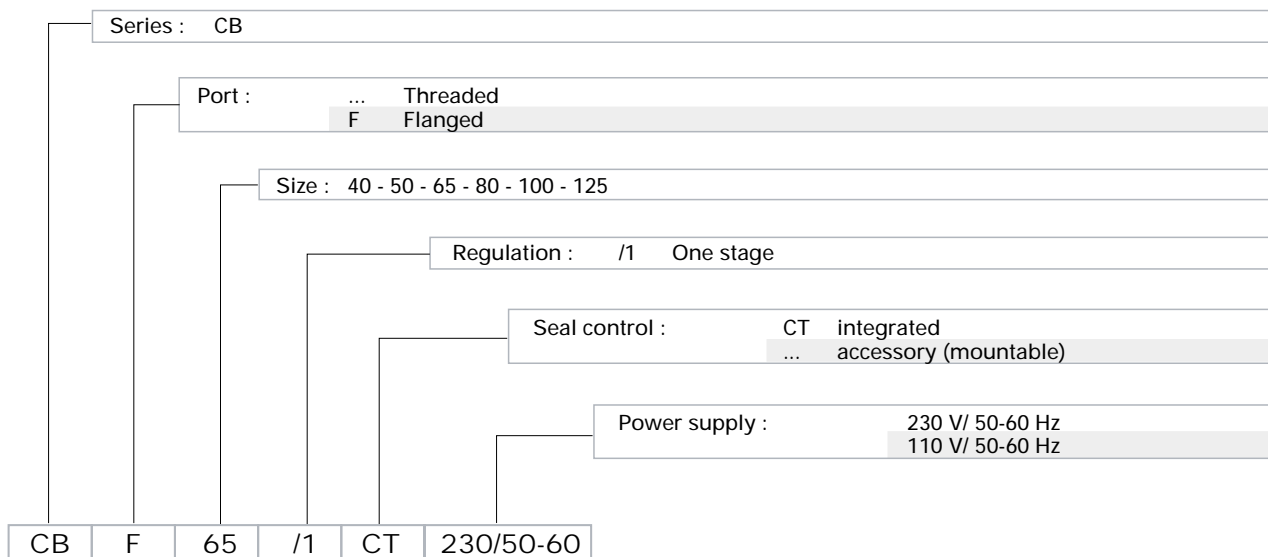 Series : CB
Port : ... Threaded
F Flanged
Size : 40 - 50 - 65 - 80 - 100 - 125
Regulation : /1 One stage
Seal control : CT integrated
... accessory (mountable)
Power supply : 230 V/ 50-60 Hz
110 V/ 50-60 Hz
CB F 65 /1 CT 230/50-60